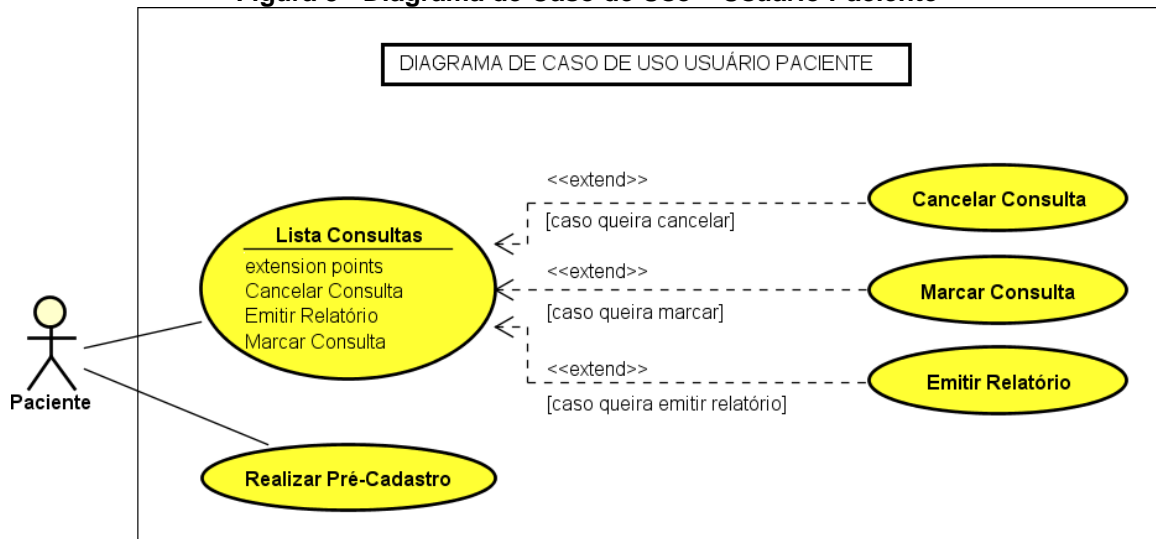 DIAGRAMA DE CASO DE USO USUÁRIO PACIENTE
<<extend>>
Cancelar Consulta
[caso queira cancelar]
Lista Consultas
extension points
Cancelar Consulta
Emitir Relatório
Marcar Consulta
<<extend>>
Marcar Consulta
[caso queira marcar]
<<extend>>
Emitir Relatório
[caso queira emitir relatório]
Paciente
Realizar Pré-Cadastro